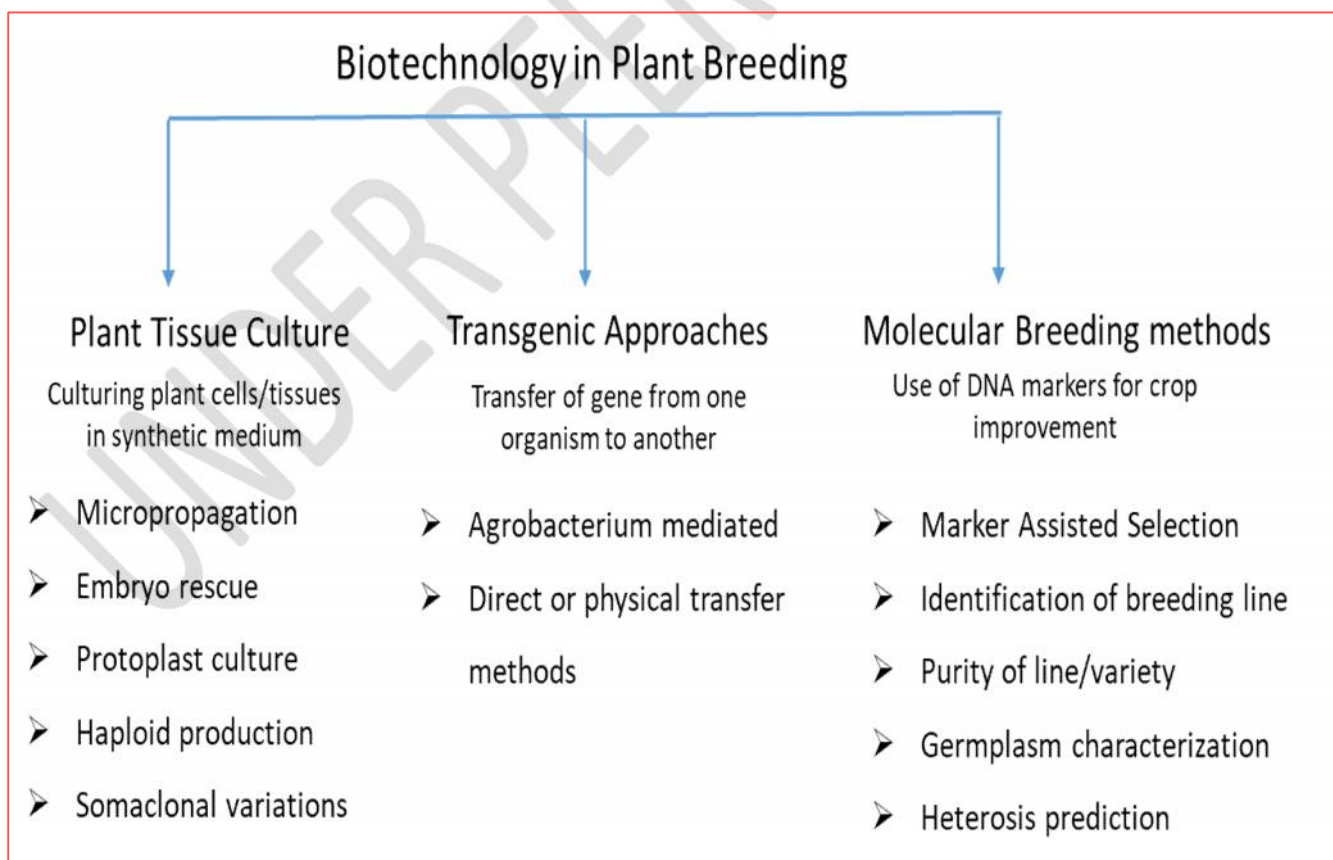 Biotechnology in Plant Breeding
Plant Tissue Culture
Culturing plant cells/tissues
in synthetic medium
➢ Micropropagation
➢ Embryo rescue
➢ Protoplast culture
➢ Haploid production
➢ Somaclonal variations
Transgenic Approaches
Transfer of gene from one
organism to another
➢ Agrobacterium mediated
➢ Direct or physical transfer
methods
Molecular Breeding methods
Use of DNA markers for crop
improvement
➢ Marker Assisted Selection
➢ Identification of breeding line
➢ Purity of line/variety
➢ Germplasm characterization
➢ Heterosis prediction
UNDER PEER